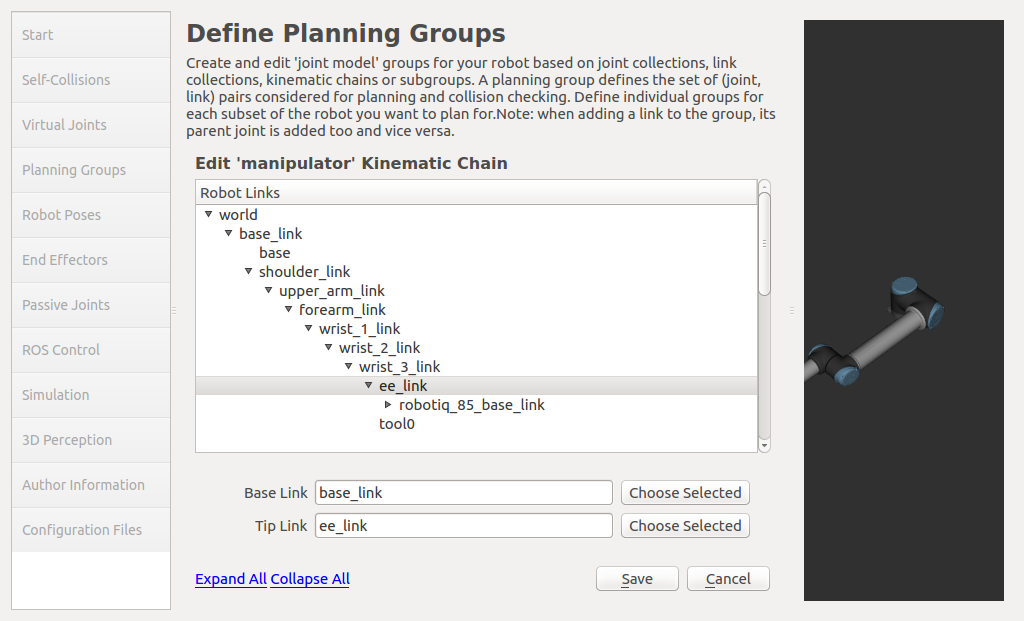 Start
Self-Collisions
Virtual Joints
Planning Groups
Robot Poses
End Effectors
Passive Joints
ROS Control
Simulation
3D Perception
Author Information
Configuration Files
Define Planning Groups
Create and edit 'joint model' groups for your robot based on joint collections, link
collections, kinematic chains or subgroups. A planning group defines the set of (joint,
link) pairs considered for planning and collision checking. Define individual groups for
each subset of the robot you want to plan for.Note: when adding a link to the group, its
parent joint is added too and vice versa.
Edit 'manipulator' Kinematic Chain
Robot Links
world
base_link
base
shoulder_link
upper_arm_link
forearm_link
wrist_1_link
wrist_2_link
wrist_3_link
ee_link
robotiq_85_base_link
tool0
Base Link base_link Choose Selected
Tip Link ee_link Choose Selected
Expand All Collapse All Save Cancel